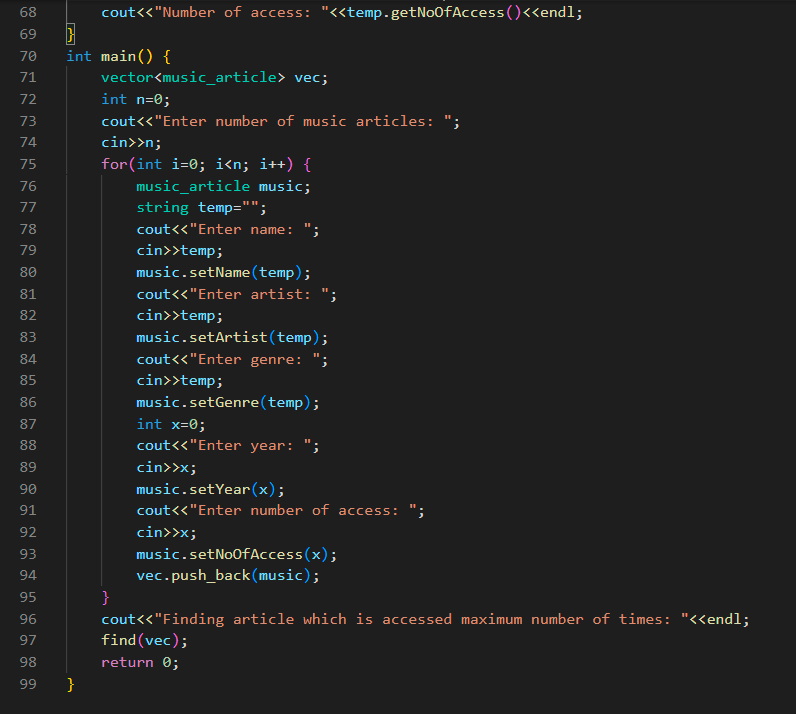 68 cout<<"Number of access: "<<temp.getNoOfAccess()<<endl;
69 }
70 int main() {
71 vector<music_article> vec;
72 int n=0;
73 cout<<"Enter number of music articles: ";
74 cin>>n;
75 for(int i=0; i<n; i++) {
76 music_article music;
77 string temp="";
78 cout<<"Enter name: ";
79 cin>>temp;
80 music.setName(temp);
81 cout<<"Enter artist: ";
82 cin>>temp;
83 music.setArtist(temp);
84 cout<<"Enter genre: ";
85 cin>>temp;
86 music.setGenre(temp);
87 int x=0;
88 cout<<"Enter year: ";
89 cin>>x;
90 music.setYear(x);
91 cout<<"Enter number of access: ";
92 cin>>x;
93 music.setNoOfAccess(x);
94 vec.push_back(music);
95 }
96 cout<<"Finding article which is accessed maximum number of times: "<<endl;
97 find(vec);
98 return 0;
99 }